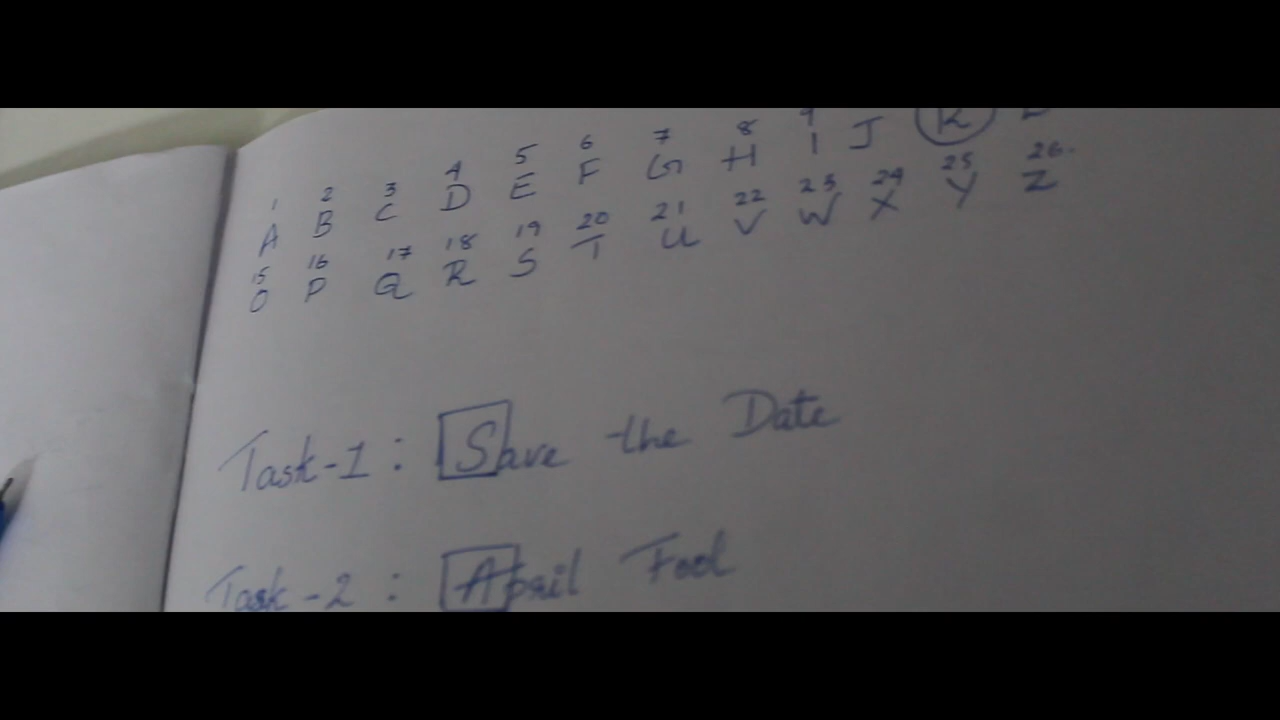 1 2 3 4 5 6 7 8 9
A B C D E F G H I J K
15 16 17 18 19 20 21 22 23 24 25 26.
O P Q R S T U V W X Y Z
Task-1 : Save the Date
Task-2 : April Fool